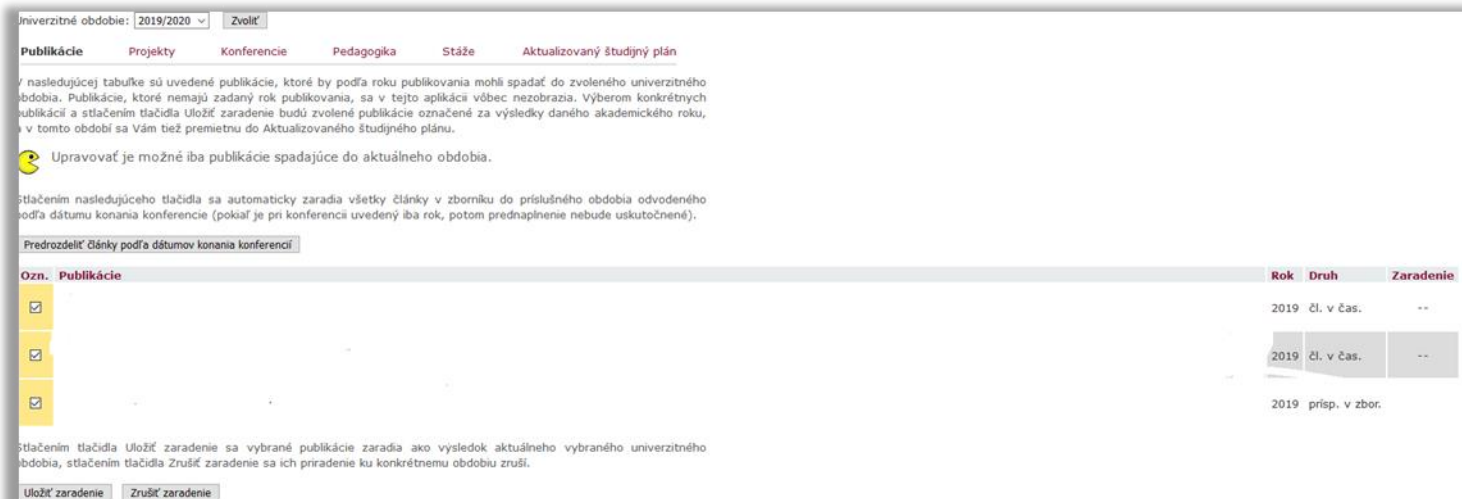 Univerzitné obdobie: 2019/2020 Zvoliť
Publikácie Projekty Konferencie Pedagogika Stáže Aktualizovaný študijný plán
V nasledujúcej tabuľke sú uvedené publikácie, ktoré by podľa roku publikovania mohli spadať do zvoleného univerzitného
obdobia. Publikácie, ktoré nemajú zadaný rok publikovania, sa v tejto aplikácii vôbec nezobrazia. Výberom konkrétnych
publikácií a stlačením tlačidla Uložiť zaradenie budú zvolené publikácie označené za výsledky daného akademického roku,
a v tomto období sa Vám tiež premietnu do Aktualizovaného študijného plánu.
Upravovať je možné iba publikácie spadajúce do aktuálneho obdobia.
Stlačením nasledujúceho tlačidla sa automaticky zaradia všetky články v zborníku do príslušného obdobia odvodeného
podľa dátumu konania konferencie (pokiaľ je pri konferencii uvedený iba rok, potom prednaplnenie nebude uskutočnené).
Predrozdeliť články podľa dátumov konania konferencií
Ozn. Publikácie Rok Druh Zaradenie
2019 čl. v čas. --
2019 čl. v čas. --
2019 prísp. v zbor.
Stlačením tlačidla Uložiť zaradenie sa vybrané publikácie zaradia ako výsledok aktuálneho vybraného univerzitného
obdobia, stlačením tlačidla Zrušiť zaradenie sa ich priradenie ku konkrétnemu obdobiu zruší.
Uložiť zaradenie Zrušiť zaradenie